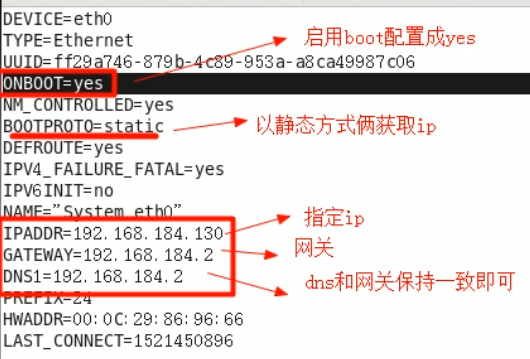 DEVICE=eth0
TYPE=Ethernet
启用boot配置成yes
UUID=ff29a746-879b-4c89-953a-a8ca49987c06
ONBOOT=yes
NM_CONTROLLED=yes
BOOTPROTO=static
以静态方式俩获取ip
DEFROUTE=yes
IPV4_FAILURE_FATAL=yes
IPV6INIT=no
NAME="System eth0"
IPADDR=192.168.184.130
指定ip
GATEWAY=192.168.184.2
网关
DNS1=192.168.184.2
dns和网关保持一致即可
PREFIX=24
HWADDR=00:0C:29:86:96:66
LAST_CONNECT=1521450896